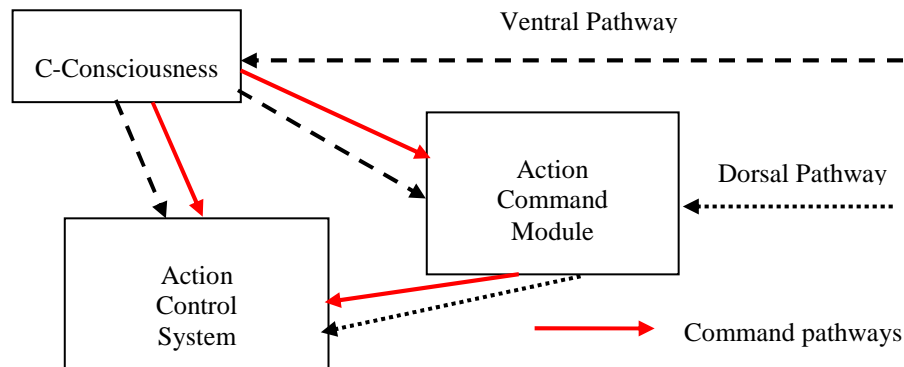 Ventral Pathway
C-Consciousness
Action
Command
Module
Dorsal Pathway
Action
Control
System
Command pathways